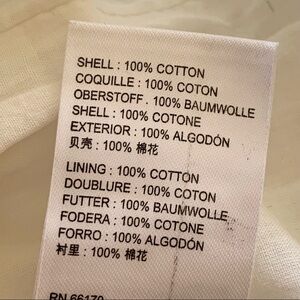 SHELL : 100% COTTON
COQUILLE : 100% COTON
OBERSTOFF . 100% BAUMWOLLE
SHELL : 100% COTONE
EXTERIOR : 100% ALGODÓN
贝壳 : 100% 棉花
LINING : 100% COTTON
DOUBLURE : 100% COTON
FUTTER : 100% BAUMWOLLE
FODERA : 100% COTONE
FORRO : 100% ALGODÓN
衬里 : 100% 棉花
RN 66170